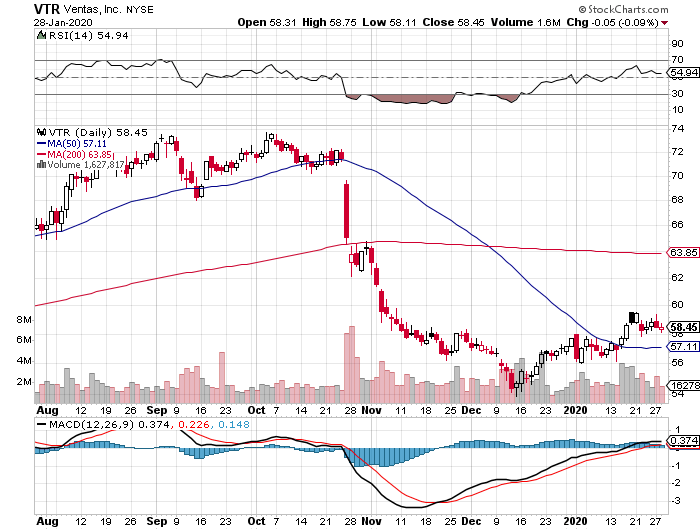 VTR Ventas, Inc. NYSE © StockCharts.com
28-Jan-2020 Open 58.31 High 58.75 Low 58.11 Close 58.45 Volume 1.6M Chg -0.05 (-0.09%)
RSI(14) 54.94
90
70
54.94
50
30
10
VTR (Daily) 58.45
MA(50) 57.11
MA(200) 63.85
Volume 1,627,817
74
72
70
68
66
63.85
62
60
58.45
57.11
56
54
8M
6M
4M
2M
16278
Aug 12 19 26 Sep 9 16 23 Oct 7 14 21 28 Nov 11 18 25 Dec 9 16 23 2020 13 21 27
MACD(12,26,9) 0.374, 0.226, 0.148
1
0.374
-1
-2
-3
Aug 12 19 26 Sep 9 16 23 Oct 7 14 21 28 Nov 11 18 25 Dec 9 16 23 2020 13 21 27